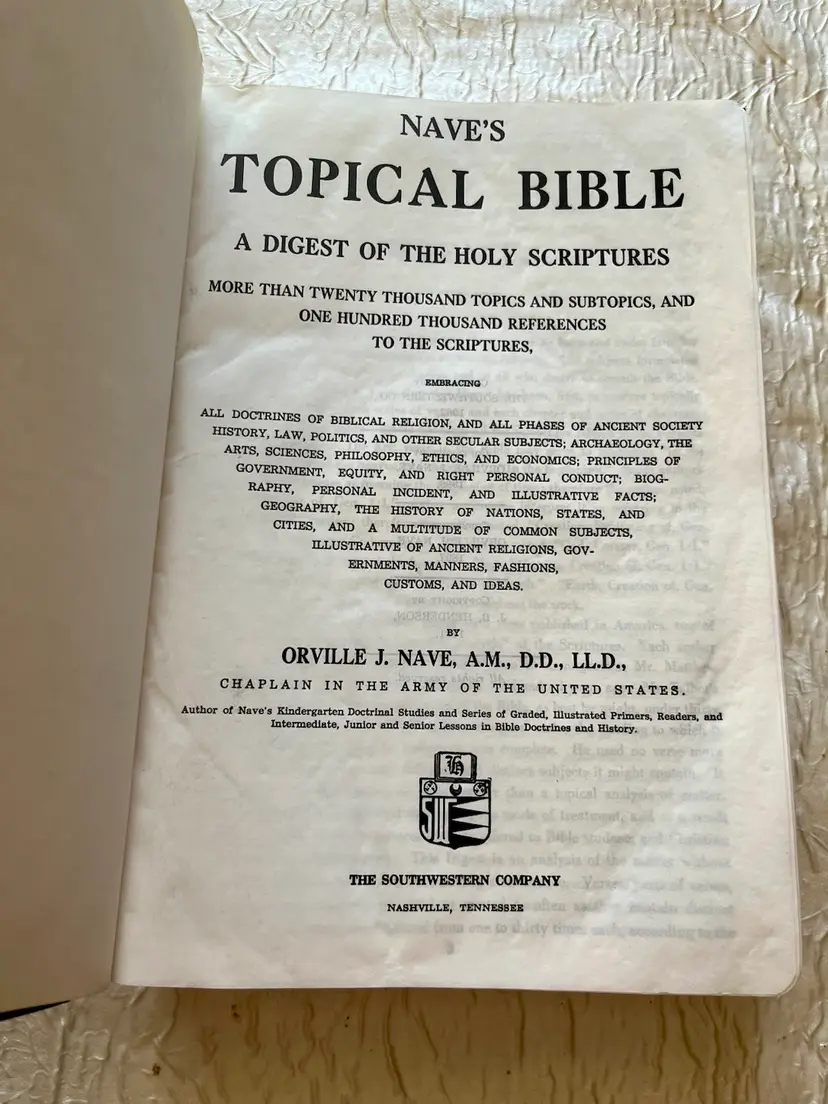 NAVE'S
TOPICAL BIBLE
A DIGEST OF THE HOLY SCRIPTURES
MORE THAN TWENTY THOUSAND TOPICS AND SUBTOPICS, AND
ONE HUNDRED THOUSAND REFERENCES
TO THE SCRIPTURES,
EMBRACING
ALL DOCTRINES OF BIBLICAL RELIGION, AND ALL PHASES OF ANCIENT SOCIETY
HISTORY, LAW, POLITICS, AND OTHER SECULAR SUBJECTS; ARCHAEOLOGY, THE
ARTS, SCIENCES, PHILOSOPHY, ETHICS, AND ECONOMICS; PRINCIPLES OF
GOVERNMENT, EQUITY, AND RIGHT PERSONAL CONDUCT; BIOG-
RAPHY, PERSONAL INCIDENT, AND ILLUSTRATIVE FACTS;
GEOGRAPHY, THE HISTORY OF NATIONS, STATES, AND
CITIES, AND A MULTITUDE OF COMMON SUBJECTS,
ILLUSTRATIVE OF ANCIENT RELIGIONS, GOV-
ERNMENTS, MANNERS, FASHIONS,
CUSTOMS, AND IDEAS.
BY
ORVILLE J. NAVE, A.M., D.D., LL.D.,
CHAPLAIN IN THE ARMY OF THE UNITED STATES.
Author of Nave's Kindergarten Doctrinal Studies and Series of Graded, Illustrated Primers, Readers, and
Intermediate, Junior and Senior Lessons in Bible Doctrines and History.
THE SOUTHWESTERN COMPANY
NASHVILLE, TENNESSEE